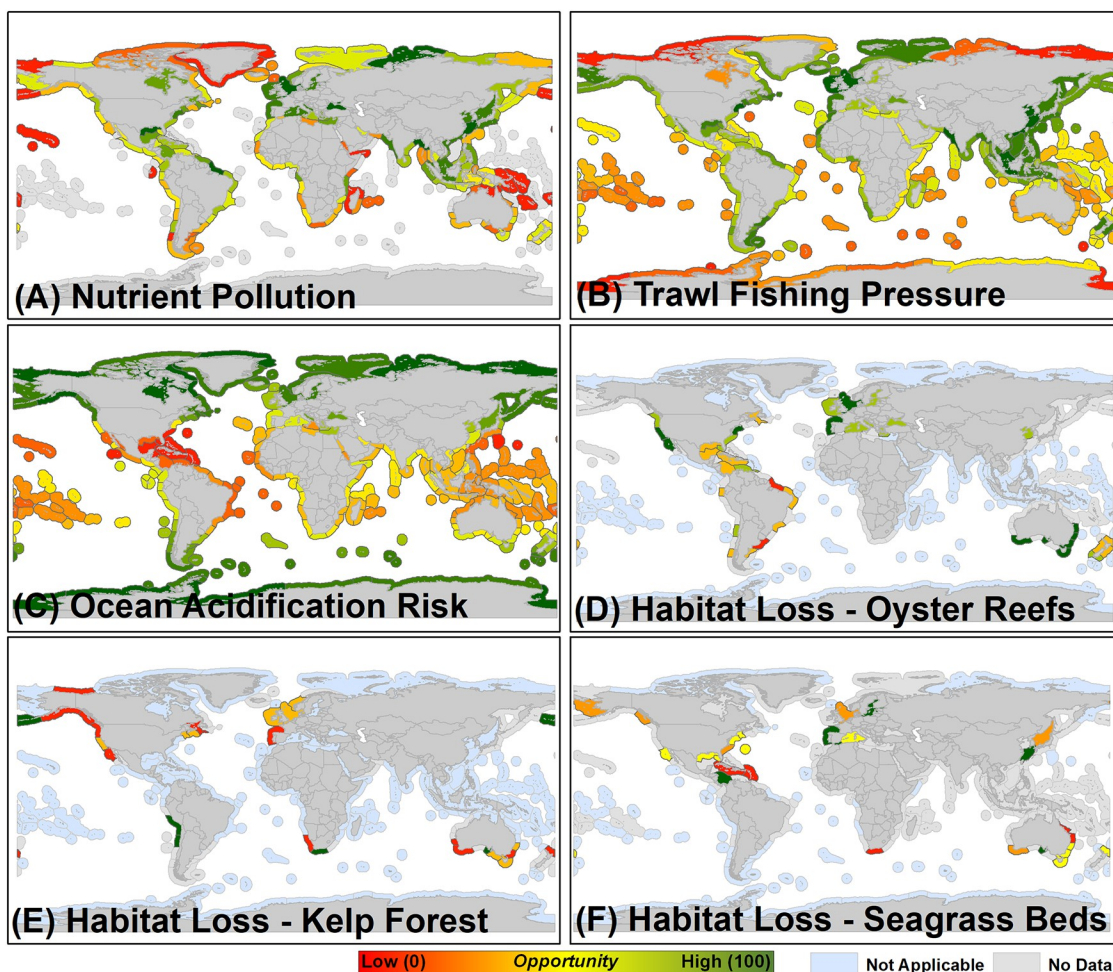 (A) Nutrient Pollution
(B) Trawl Fishing Pressure
(C) Ocean Acidification Risk
(D) Habitat Loss - Oyster Reefs
(E) Habitat Loss - Kelp Forest
(F) Habitat Loss - Seagrass Beds
Low (0) Opportunity High (100) Not Applicable No Data